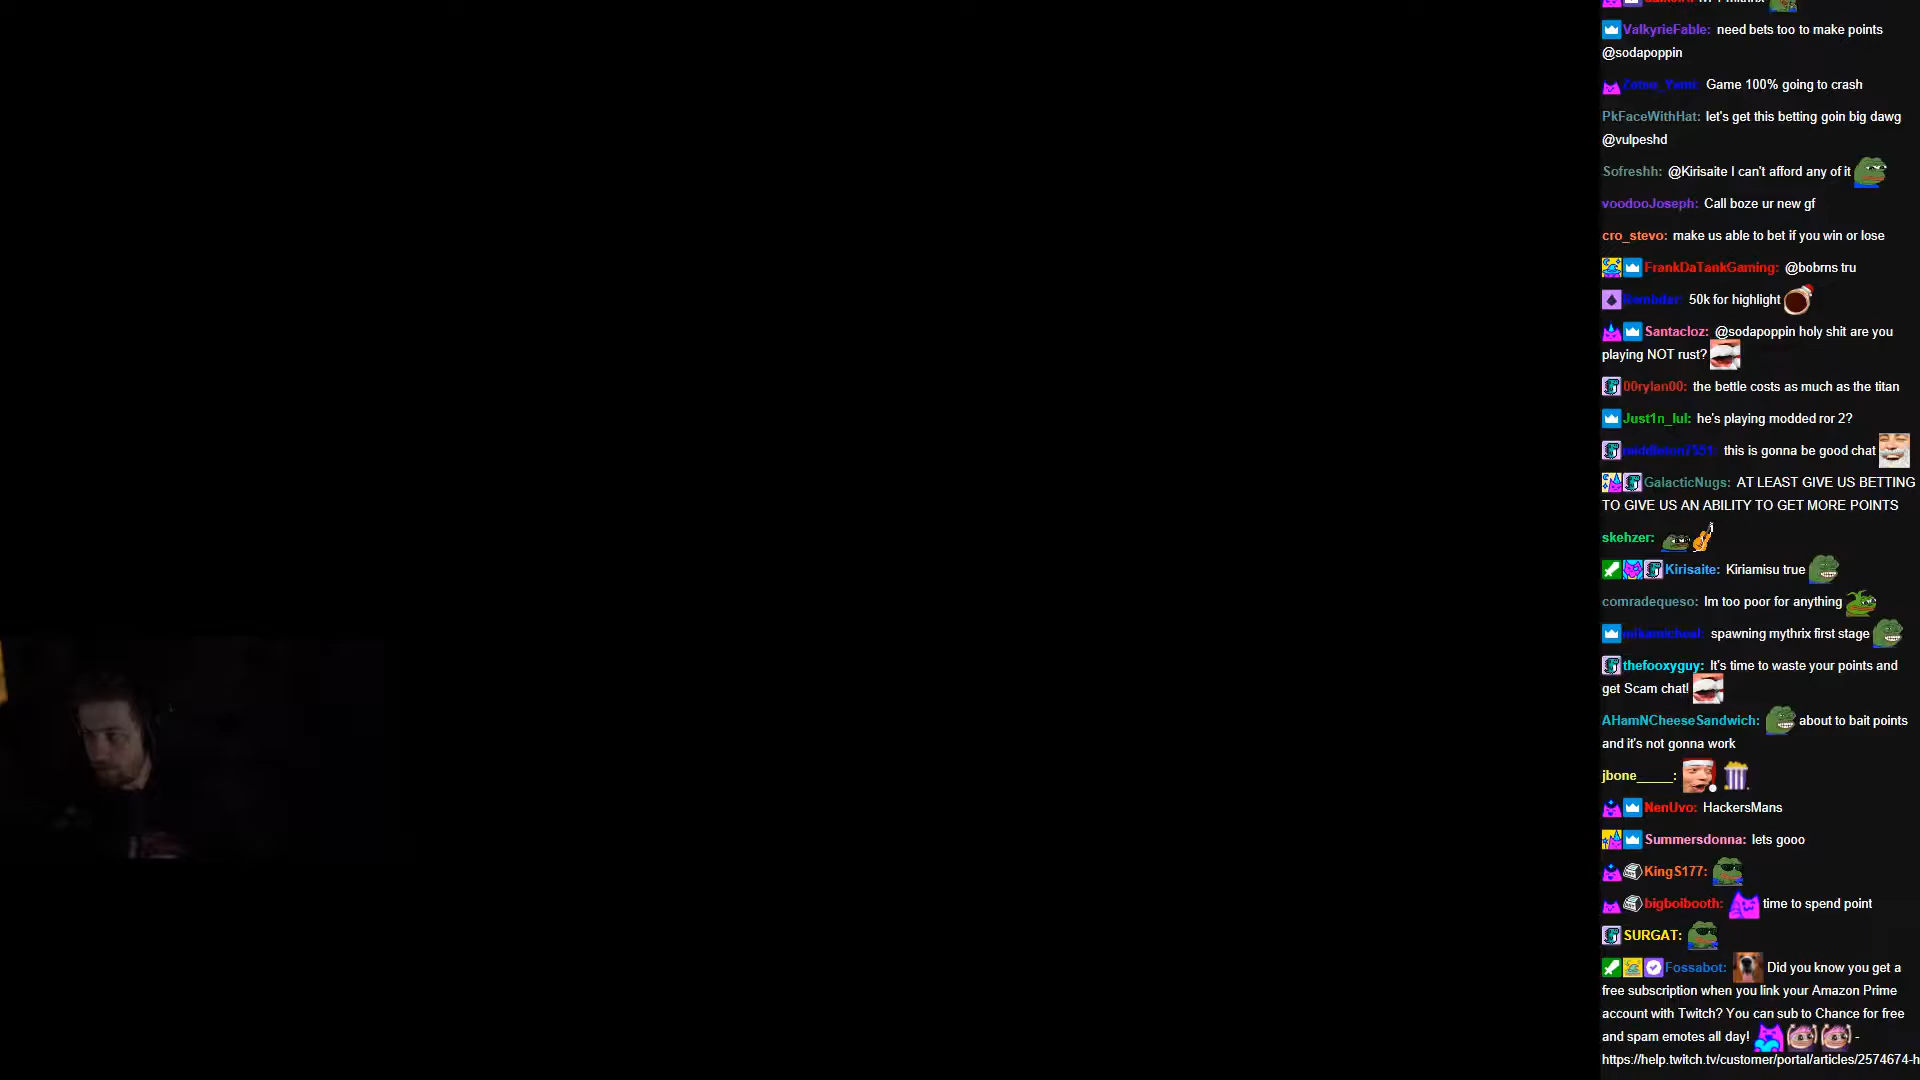 ValkyrieFable: need bets too to make points
@sodapoppin
Game 100% going to crash
PkFaceWithHat: let's get this betting goin big dawg
@vulpeshd
Sofreshh: @Kirisaite I can't afford any of it
voodooJoseph: Call boze ur new gf
cro_stevo: make us able to bet if you win or lose
FrankDaTankGaming: @bobrns tru
50k for highlight
Santacloz: @sodapoppin holy shit are you
playing NOT rust?
00rylan00: the bettle costs as much as the titan
Just1n_lul: he's playing modded ror 2?
middleton2551: this is gonna be good chat
GalacticNugs: AT LEAST GIVE US BETTING
TO GIVE US AN ABILITY TO GET MORE POINTS
skehzer:
Kirisaite: Kiriamisu true
comradequeso: Im too poor for anything
mikamicheal: spawning mythrix first stage
thefooxyguy: It's time to waste your points and
get Scam chat!
AHamNCheeseSandwich: about to bait points
and it's not gonna work
jbone_____:
NenUvo: HackersMans
Summersdonna: lets gooo
KingS177:
bigboibooth: time to spend point
SURGAT:
Fossabot: Did you know you get a
free subscription when you link your Amazon Prime
account with Twitch? You can sub to Chance for free
and spam emotes all day! -
https://help.twitch.tv/customer/portal/articles/2574674-h